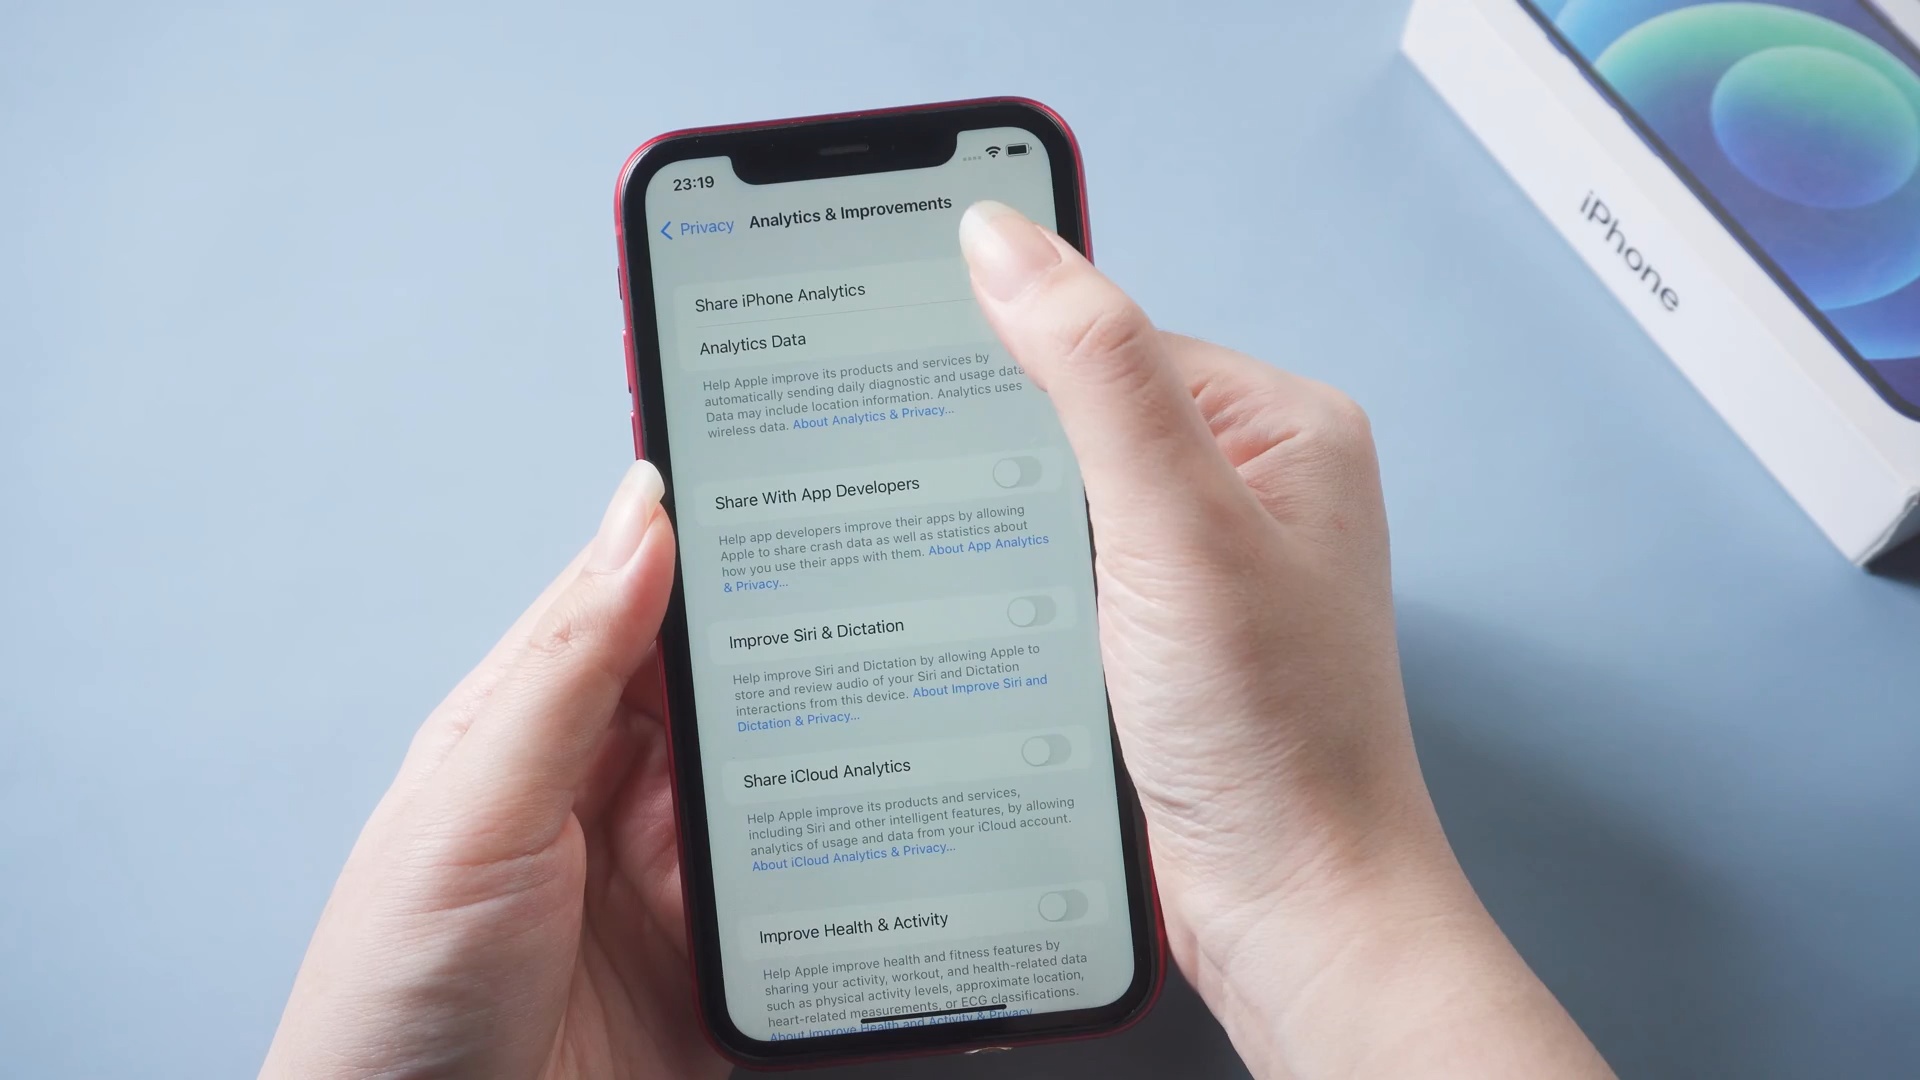 23:19
Privacy
Analytics & Improvements
Share iPhone Analytics
Analytics Data
Help Apple improve its products and services by
automatically sending daily diagnostic and usage data
Data may include location information. Analytics uses
wireless data. About Analytics & Privacy...
Share With App Developers
Help app developers improve their apps by allowing
Apple to share crash data as well as statistics about
how you use their apps with them. About App Analytics
& Privacy...
Improve Siri & Dictation
Help improve Siri and Dictation by allowing Apple to
store and review audio of your Siri and Dictation
interactions from this device. About Improve Siri and
Dictation & Privacy...
Share iCloud Analytics
Help Apple improve its products and services,
including Siri and other intelligent features, by allowing
analytics of usage and data from your iCloud account.
About iCloud Analytics & Privacy...
Improve Health & Activity
Help Apple improve health and fitness features by
sharing your activity, workout, and health-related data
such as physical activity levels, approximate location,
heart-related measurements, or ECG classifications.
About Improve Health and Activity & Privacy
iPhone